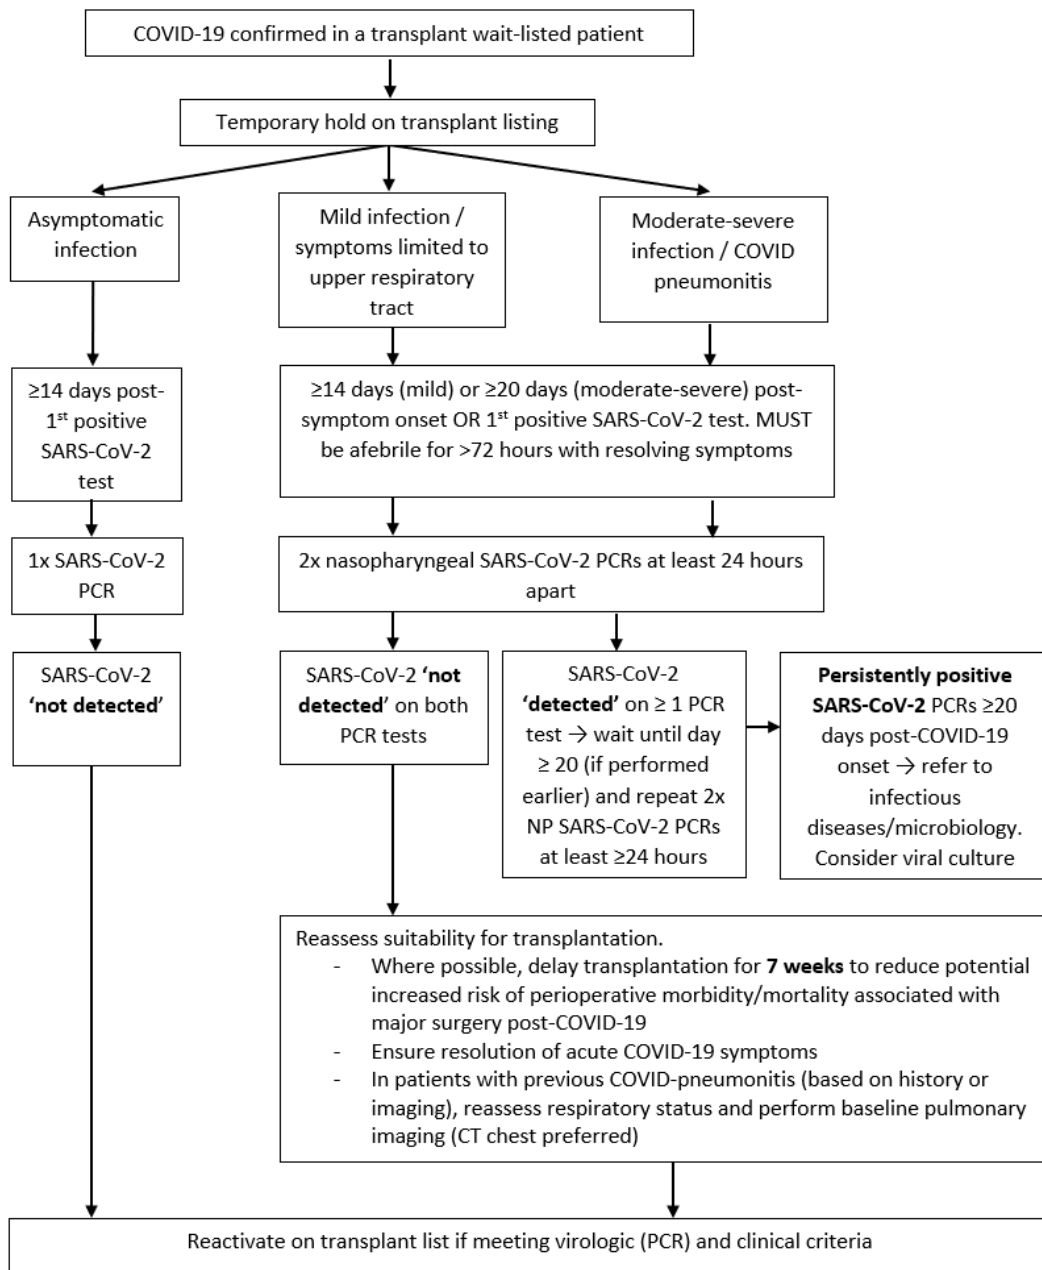 COVID-19 confirmed in a transplant wait-listed patient
Temporary hold on transplant listing
Asymptomatic
infection
Mild infection /
symptoms limited to
upper respiratory
tract
Moderate-severe
infection / COVID
pneumonitis
≥14 days post-
1st positive
SARS-CoV-2
test
≥14 days (mild) or ≥20 days (moderate-severe) post-
symptom onset OR 1st positive SARS-CoV-2 test. MUST
be afebrile for >72 hours with resolving symptoms
1x SARS-CoV-2
PCR
2x nasopharyngeal SARS-CoV-2 PCRs at least 24 hours
apart
SARS-CoV-2
‘not detected’
SARS-CoV-2 ‘not
detected’ on both
PCR tests
SARS-CoV-2
‘detected’ on ≥ 1 PCR
test → wait until day
≥ 20 (if performed
earlier) and repeat 2x
NP SARS-CoV-2 PCRs
at least ≥24 hours
Persistently positive
SARS-CoV-2 PCRs ≥20
days post-COVID-19
onset → refer to
infectious
diseases/microbiology.
Consider viral culture
Reassess suitability for transplantation.
- Where possible, delay transplantation for 7 weeks to reduce potential
increased risk of perioperative morbidity/mortality associated with
major surgery post-COVID-19
- Ensure resolution of acute COVID-19 symptoms
- In patients with previous COVID-pneumonitis (based on history or
imaging), reassess respiratory status and perform baseline pulmonary
imaging (CT chest preferred)
Reactivate on transplant list if meeting virologic (PCR) and clinical criteria